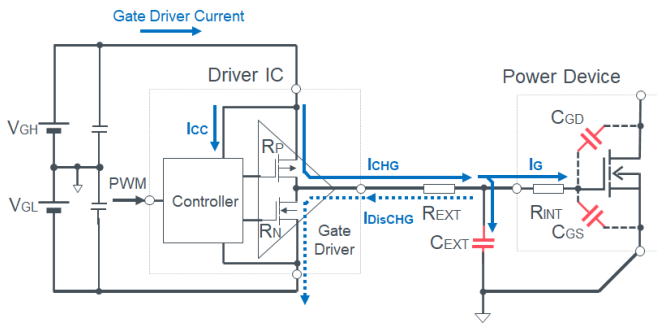 Gate Driver Current
Driver IC
Power Device
VGH
ICC
RP
ICHG
IG
CGD
PWM
Controller
VGL
RN
IDisCHG
REXT
RINT
CGS
Gate
Driver
CEXT